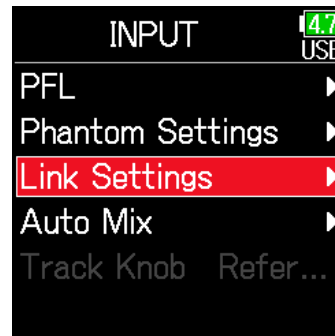 INPUT
4.7
USB
PFL
Phantom Settings
Link Settings
Auto Mix
Track Knob Refer...